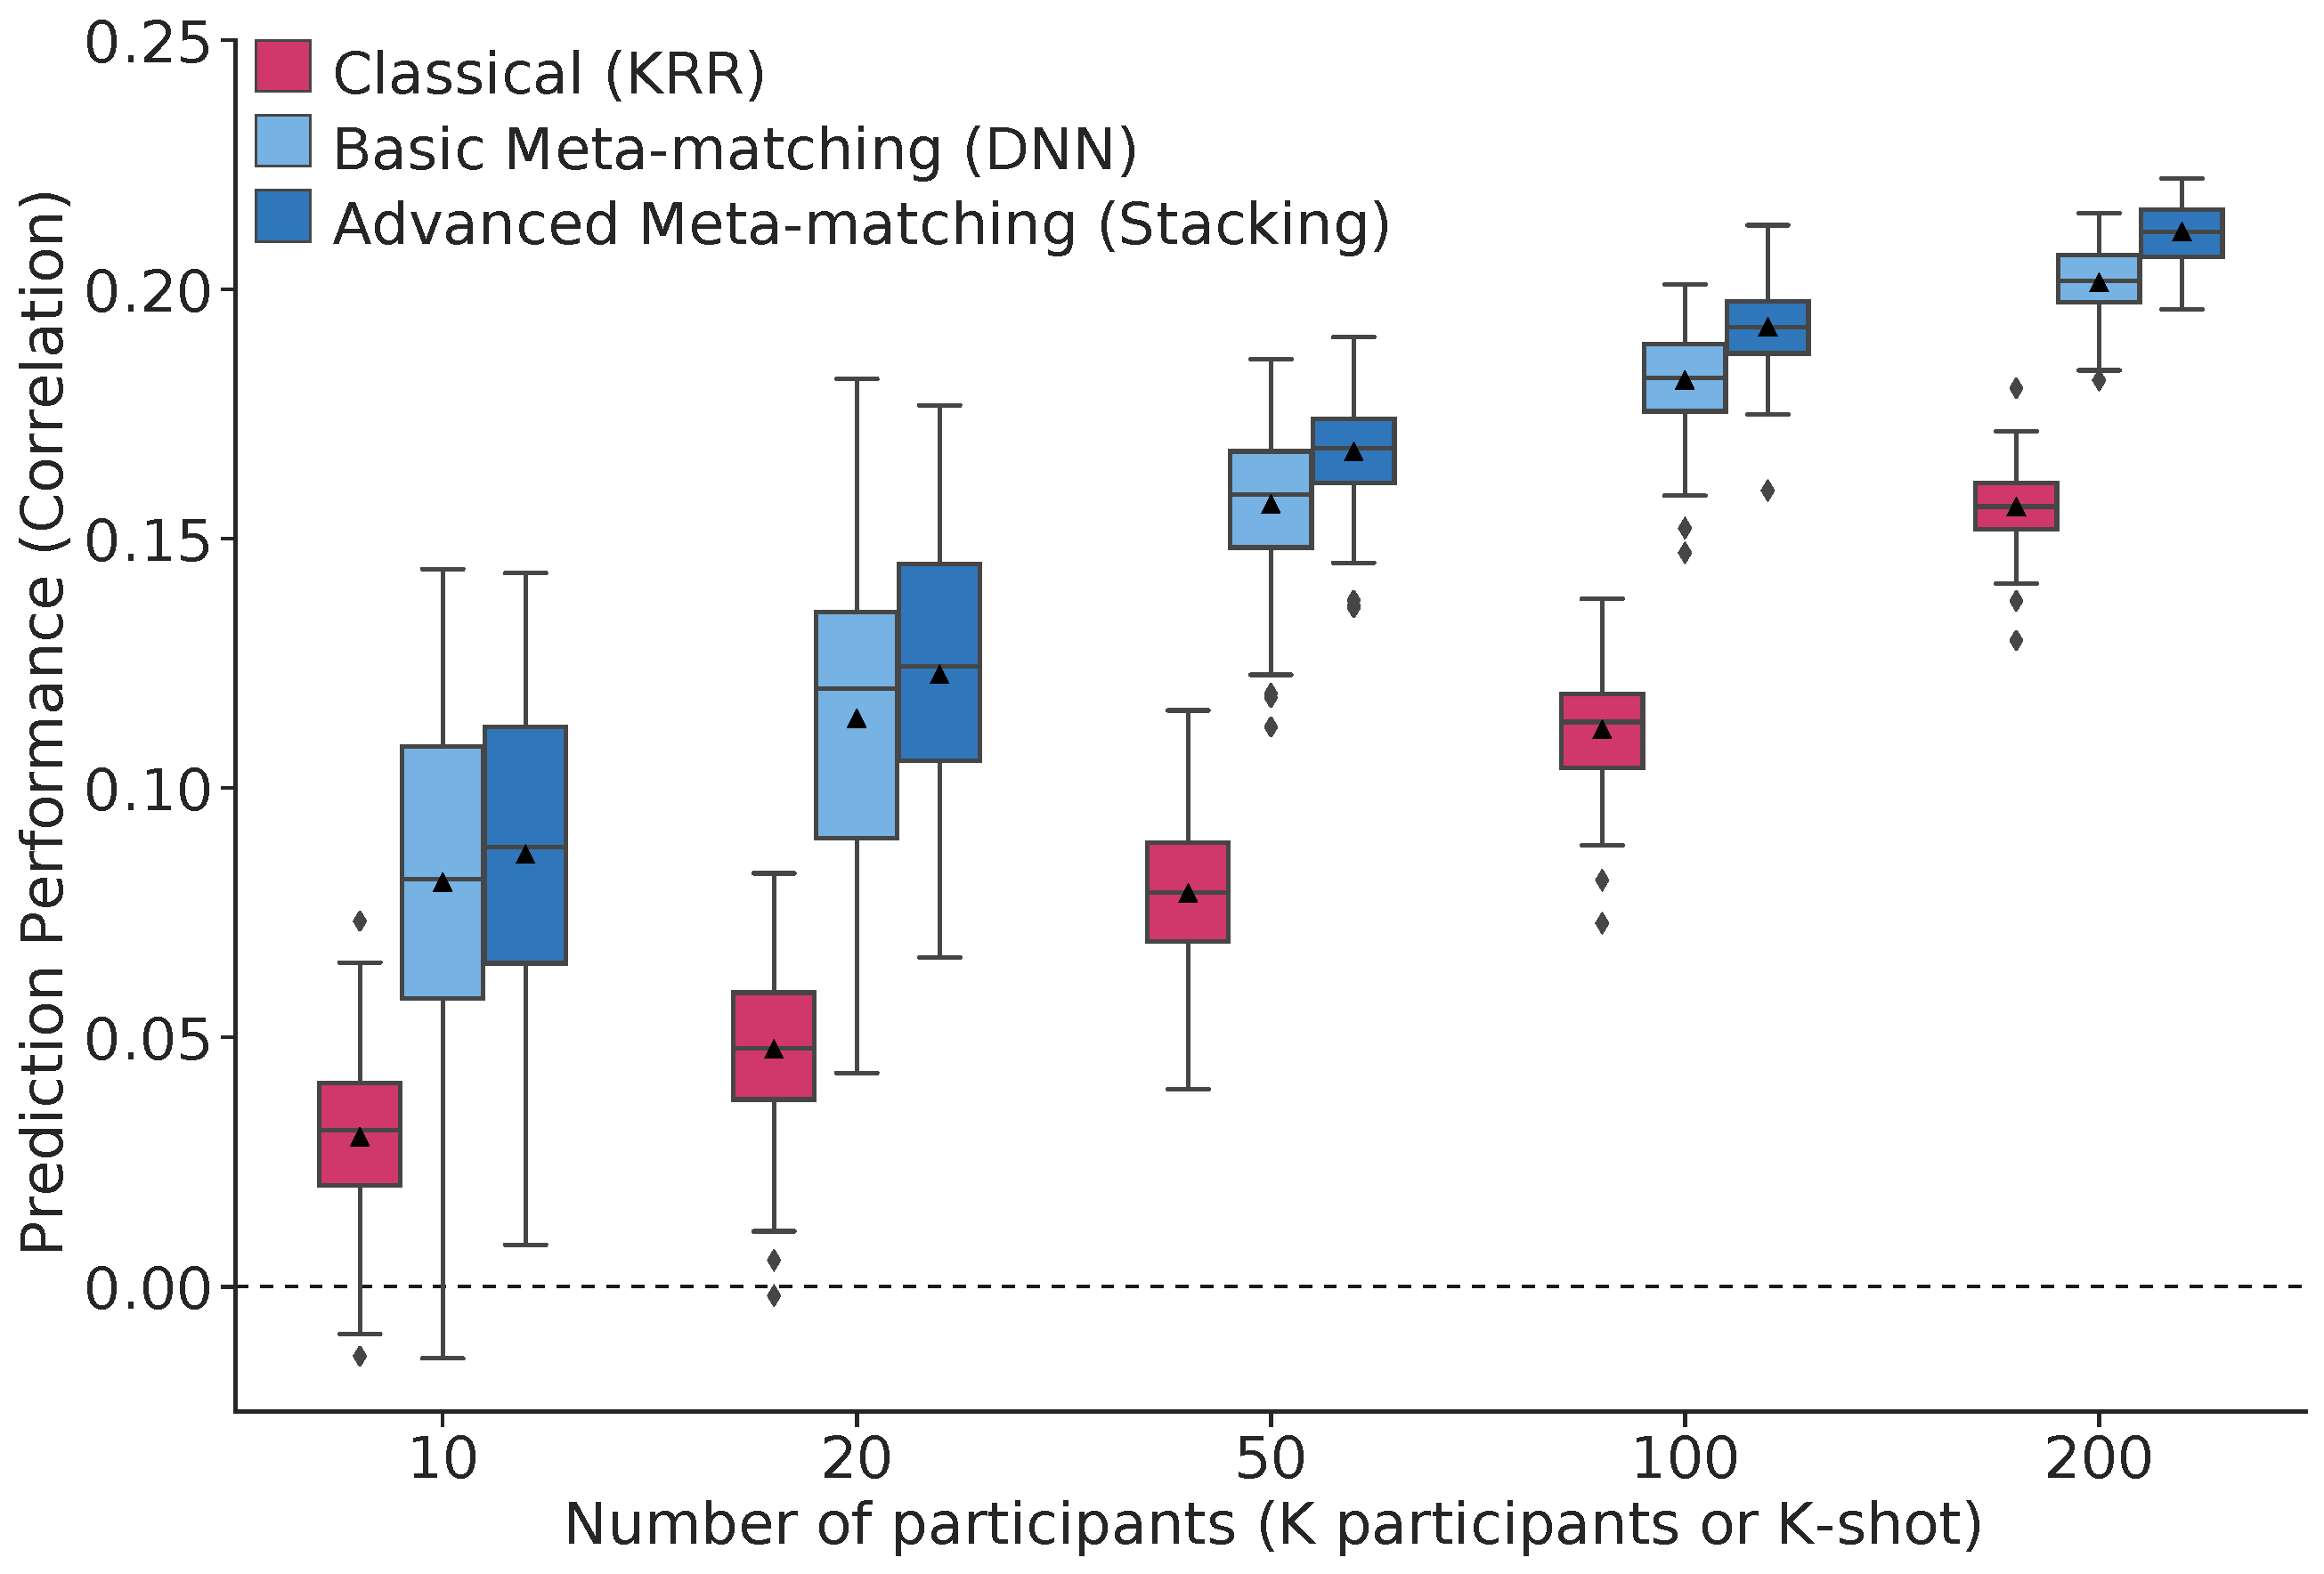 Classical (KRR)
Basic Meta-matching (DNN)
Advanced Meta-matching (Stacking)
Prediction Performance (Correlation)
0.25
0.20
0.15
0.10
0.05
0.00
10 20 50 100 200
Number of participants (K participants or K-shot)